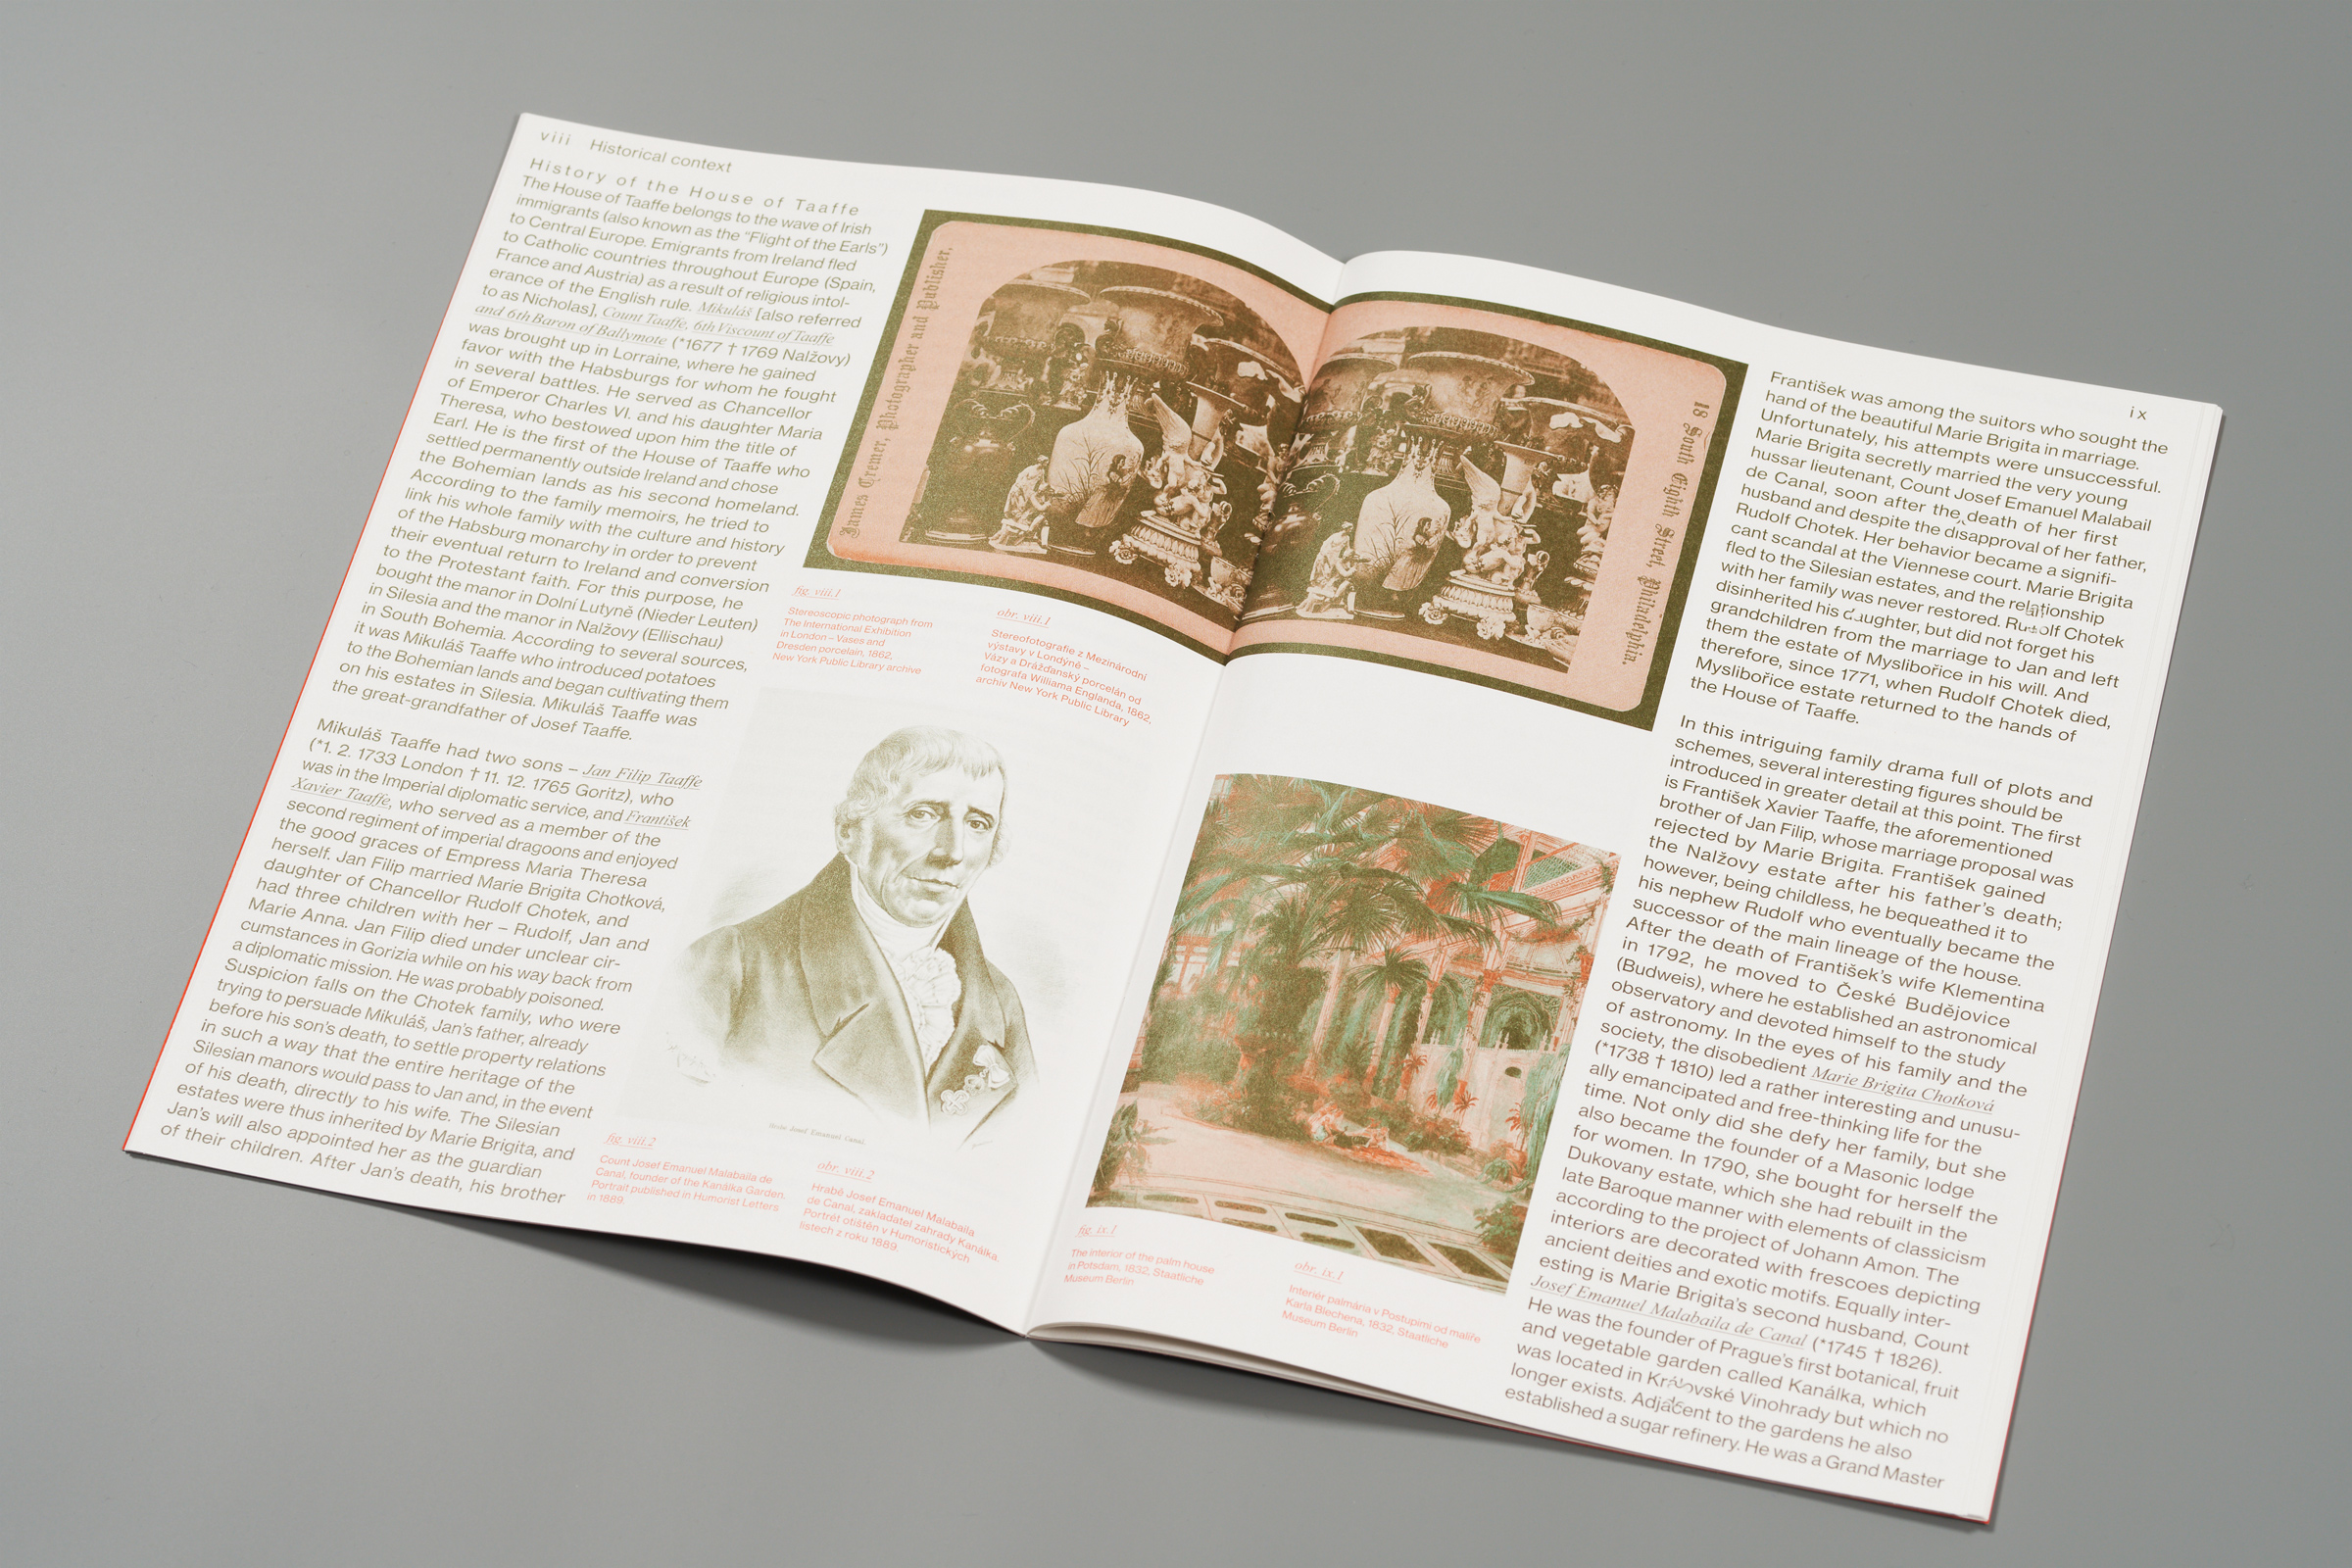 viii Historical context
History of the House of Taaffe
The House of Taaffe belongs to the wave of Irish
immigrants (also known as the “Flight of the Earls”)
to Central Europe. Emigrants from Ireland fled
to Catholic countries throughout Europe (Spain,
France and Austria) as a result of religious intol-
erance of the English rule. Mikuláš [also referred
to as Nicholas], Count Taaffe, 6th Viscount of Taaffe
and 6th Baron of Ballymote (*1677 † 1769 Nalžovy)
was brought up in Lorraine, where he gained
favor with the Habsburgs for whom he fought
in several battles. He served as Chancellor
of Emperor Charles VI. and his daughter Maria
Theresa, who bestowed upon him the title of
Earl. He is the first of the House of Taaffe who
settled permanently outside Ireland and chose
the Bohemian lands as his second homeland.
According to the family memoirs, he tried to
link his whole family with the culture and history
of the Habsburg monarchy in order to prevent
their eventual return to Ireland and conversion
to the Protestant faith. For this purpose, he
bought the manor in Dolní Lutyně (Nieder Leuten)
in Silesia and the manor in Nalžovy (Ellischau)
in South Bohemia. According to several sources,
it was Mikuláš Taaffe who introduced potatoes
to the Bohemian lands and began cultivating them
on his estates in Silesia. Mikuláš Taaffe was
the great-grandfather of Josef Taaffe.
Mikuláš Taaffe had two sons – Jan Filip Taaffe
(*1. 2. 1733 London † 11. 12. 1765 Goritz), who
was in the Imperial diplomatic service, and František
Xavier Taaffe, who served as a member of the
second regiment of imperial dragoons and enjoyed
the good graces of Empress Maria Theresa
herself. Jan Filip married Marie Brigita Chotková,
daughter of Chancellor Rudolf Chotek, and
had three children with her – Rudolf, Jan and
Marie Anna. Jan Filip died under unclear cir-
cumstances in Gorizia while on his way back from
a diplomatic mission. He was probably poisoned.
Suspicion falls on the Chotek family, who were
trying to persuade Mikuláš, Jan’s father, already
before his son’s death, to settle property relations
in such a way that the entire heritage of the
Silesian manors would pass to Jan and, in the event
of his death, directly to his wife. The Silesian
estates were thus inherited by Marie Brigita, and
Jan’s will also appointed her as the guardian
of their children. After Jan’s death, his brother
James Cremer, Photographer and Publisher,
18 South Eighth Street, Philadelphia.
fig. viii.1
Stereoscopic photograph from
The International Exhibition
in London – Vases and
Dresden porcelain, 1862,
New York Public Library archive
obr. viii.1
Stereofotografie z Mezinárodní
výstavy v Londýně –
Vázy a Drážďanský porcelán od
fotografa Williama Englanda, 1862,
archiv New York Public Library
Hrabě Josef Emanuel Canal.
fig. viii.2
Count Josef Emanuel Malabaila de
Canal, founder of the Kanálka Garden.
Portrait published in Humorist Letters
in 1889.
obr. viii.2
Hrabě Josef Emanuel Malabaila
de Canal, zakladatel zahrady Kanálka.
Portrét otištěn v Humoristických
listech z roku 1889.
fig. ix.1
The interior of the palm house
in Potsdam, 1832, Staatliche
Museum Berlin
obr. ix.1
Interiér palmária v Postupimi od malíře
Karla Blechena, 1832, Staatliche
Museum Berlin
ix
František was among the suitors who sought the
hand of the beautiful Marie Brigita in marriage.
Unfortunately, his attempts were unsuccessful.
Marie Brigita secretly married the very young
hussar lieutenant, Count Josef Emanuel Malabail
de Canal, soon after the death of her first
husband and despite the disapproval of her father,
Rudolf Chotek. Her behavior became a signifi-
cant scandal at the Viennese court. Marie Brigita
fled to the Silesian estates, and the relationship
with her family was never restored. Rudolf Chotek
disinherited his daughter, but did not forget his
grandchildren from the marriage to Jan and left
them the estate of Myslibořice in his will. And
therefore, since 1771, when Rudolf Chotek died,
Myslibořice estate returned to the hands of
the House of Taaffe.
In this intriguing family drama full of plots and
schemes, several interesting figures should be
introduced in greater detail at this point. The first
is František Xavier Taaffe, the aforementioned
brother of Jan Filip, whose marriage proposal was
rejected by Marie Brigita. František gained
the Nalžovy estate after his father’s death;
however, being childless, he bequeathed it to
his nephew Rudolf who eventually became the
successor of the main lineage of the house.
After the death of František’s wife Klementina
in 1792, he moved to České Budějovice
(Budweis), where he established an astronomical
observatory and devoted himself to the study
of astronomy. In the eyes of his family and the
society, the disobedient Marie Brigita Chotková
(*1738 † 1810) led a rather interesting and unusu-
ally emancipated and free-thinking life for the
time. Not only did she defy her family, but she
also became the founder of a Masonic lodge
for women. In 1790, she bought for herself the
Dukovany estate, which she had rebuilt in the
late Baroque manner with elements of classicism
according to the project of Johann Amon. The
interiors are decorated with frescoes depicting
ancient deities and exotic motifs. Equally inter-
esting is Marie Brigita’s second husband, Count
Josef Emanuel Malabaila de Canal (*1745 † 1826).
He was the founder of Prague’s first botanical, fruit
and vegetable garden called Kanálka, which
was located in Královské Vinohrady but which no
longer exists. Adjacent to the gardens he also
established a sugar refinery. He was a Grand Master